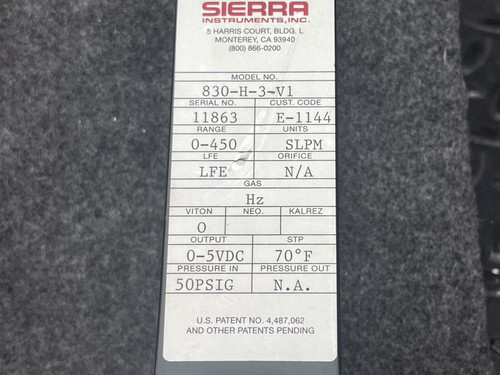 SIERRA
INSTRUMENTS, INC.
5 HARRIS COURT, BLDG. L
MONTEREY, CA 93940
(800) 866-0200
MODEL NO.
830-H-3-V1
SERIAL NO. CUST. CODE
11863 E-1144
RANGE UNITS
0-450 SLPM
LFE ORIFICE
LFE N/A
GAS
Hz
VITON NEO. KALREZ
O
OUTPUT STP
0-5VDC 70°F
PRESSURE IN PRESSURE OUT
50PSIG N.A.
U.S. PATENT NO. 4,487,062
AND OTHER PATENTS PENDING